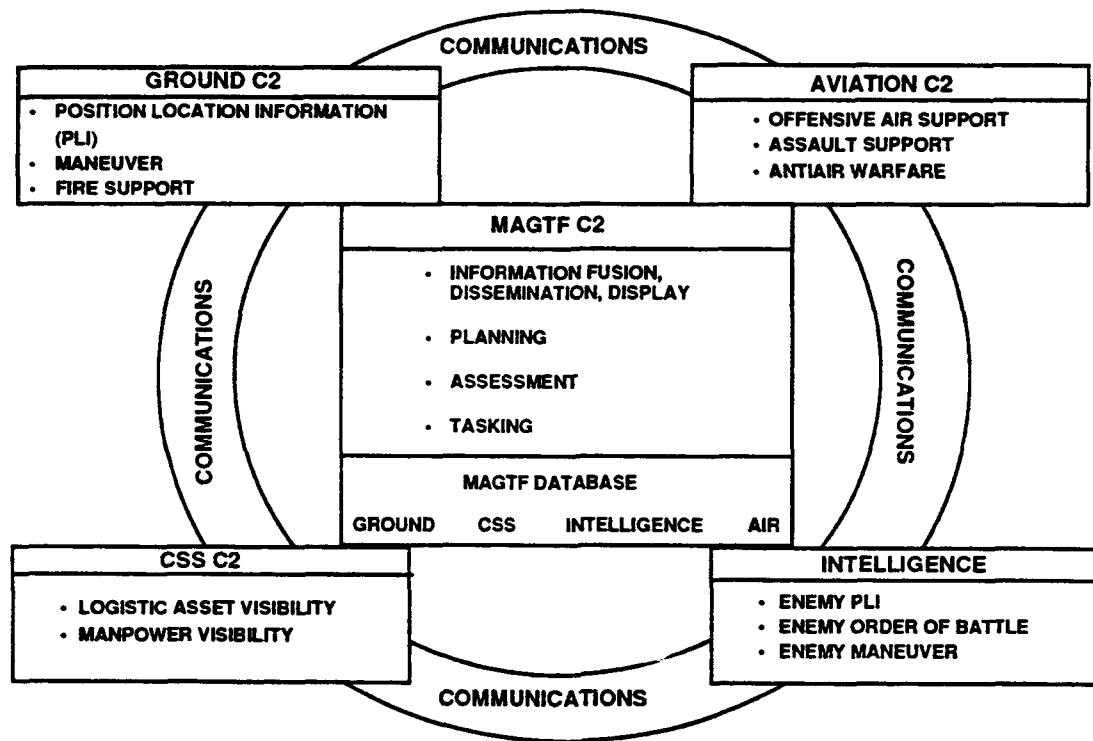 COMMUNICATIONS
GROUND C2
• POSITION LOCATION INFORMATION
(PLI)
• MANEUVER
• FIRE SUPPORT
AVIATION C2
• OFFENSIVE AIR SUPPORT
• ASSAULT SUPPORT
• ANTIAIR WARFARE
MAGTF C2
• INFORMATION FUSION,
DISSEMINATION, DISPLAY
• PLANNING
• ASSESSMENT
• TASKING
MAGTF DATABASE
GROUND CSS INTELLIGENCE AIR
COMMUNICATIONS
COMMUNICATIONS
CSS C2
• LOGISTIC ASSET VISIBILITY
• MANPOWER VISIBILITY
INTELLIGENCE
• ENEMY PLI
• ENEMY ORDER OF BATTLE
• ENEMY MANEUVER
COMMUNICATIONS